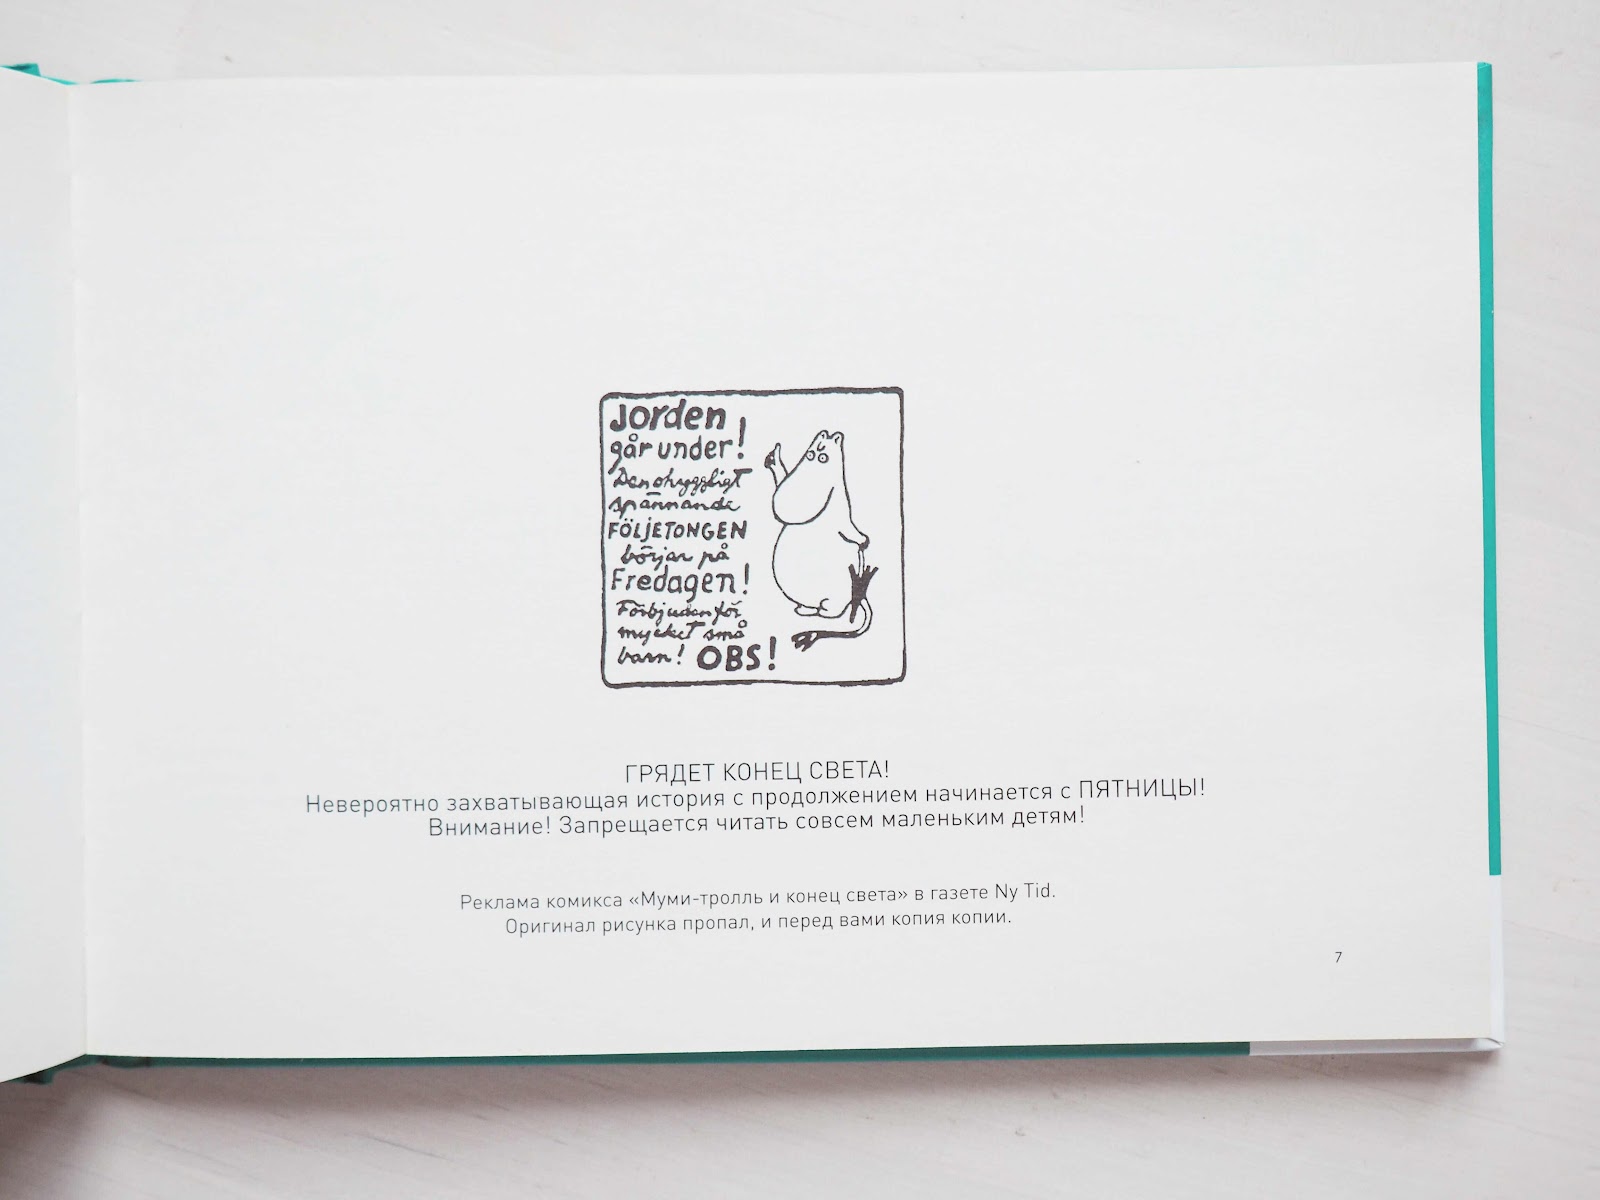 Jorden
går under!
Den ohyggligt
spännande
FÖLJETONGEN
börjar på
Fredagen!
Förbjuden för
mycket små
barn! OBS!
ГРЯДЕТ КОНЕЦ СВЕТА!
Невероятно захватывающая история с продолжением начинается с ПЯТНИЦЫ!
Внимание! Запрещается читать совсем маленьким детям!
Реклама комикса «Муми-тролль и конец света» в газете Ny Tid.
Оригинал рисунка пропал, и перед вами копия копии.
7